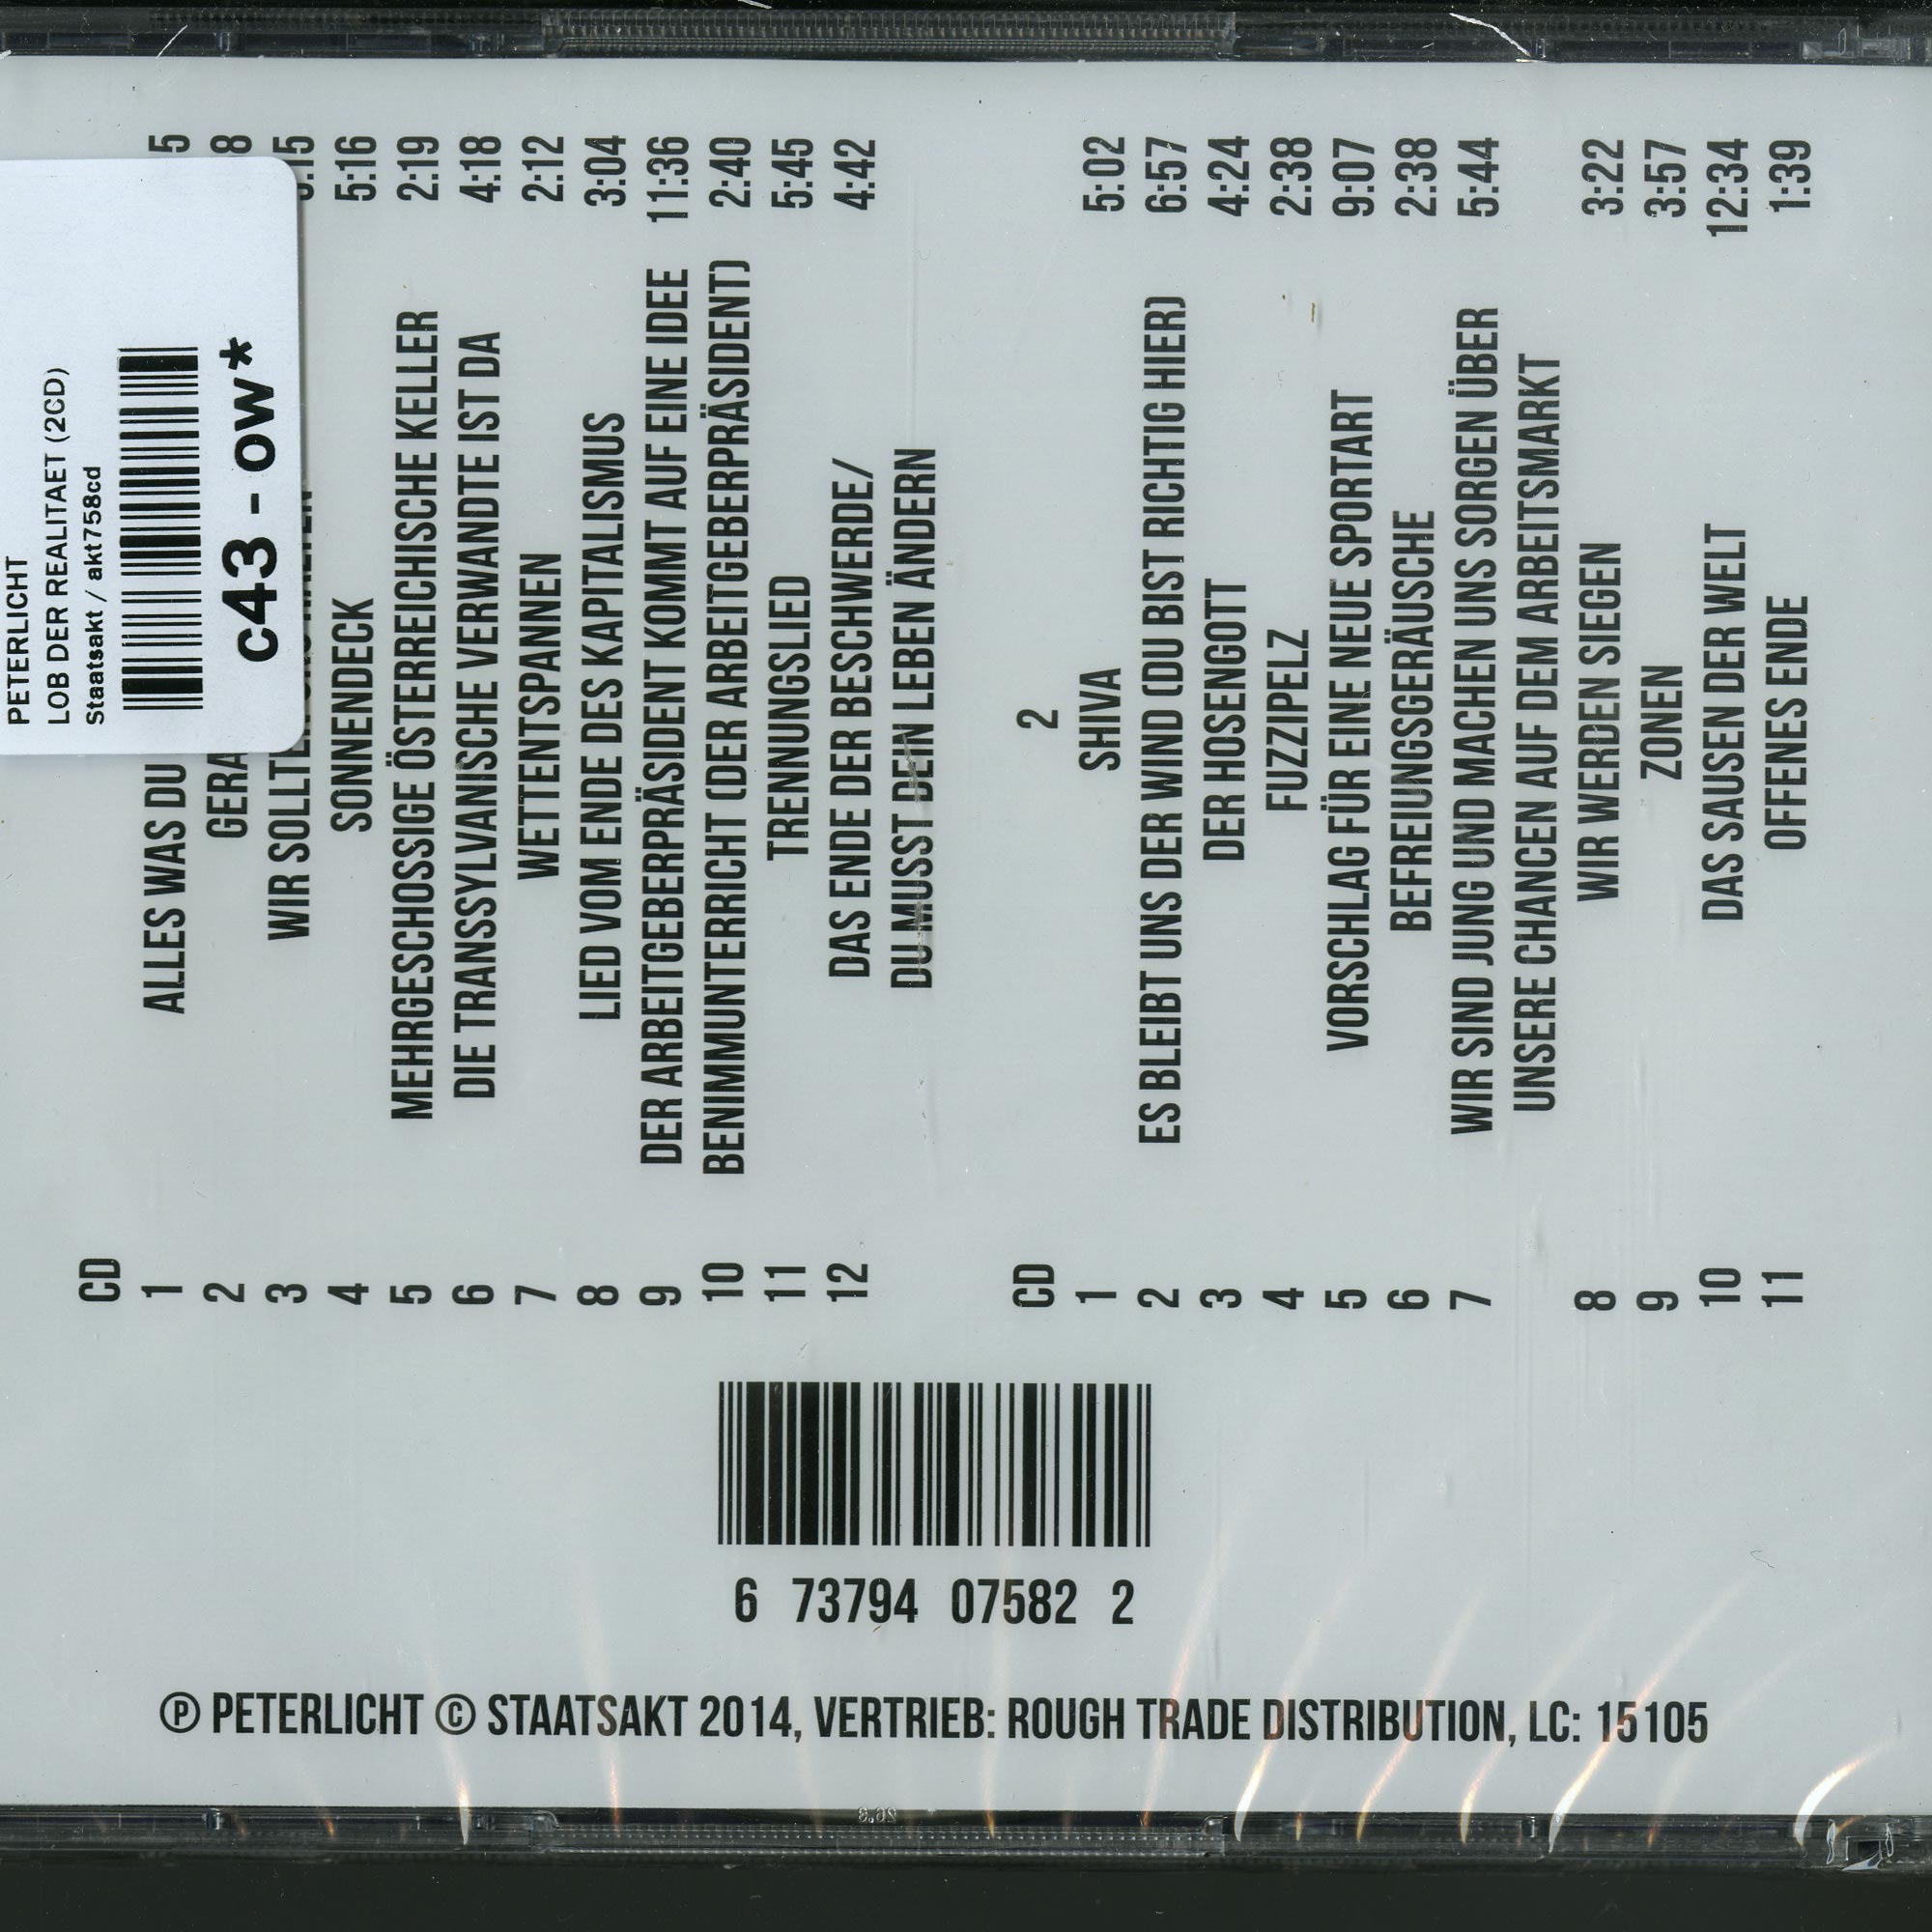 PETERLICHT
LOB DER REALITAET (2CD)
Staatsakt / akt758cd
c43 - ow*
CD
1 ALLES WAS DU
2
3 WIR
4 SONNENDECK 5:16
5 MEHRGESCHOSSIGE ÖSTERREICHISCHE KELLER 2:19
6 DIE TRANSSYLVANISCHE VERWANDTE IST DA 4:18
7 WETTENTSPANNEN 2:12
8 LIED VOM ENDE DES KAPITALISMUS 3:04
9 DER ARBEITGEBERPRÄSIDENT KOMMT AUF EINE IDEE 11:36
10 BENIMMUNTERRICHT (DER ARBEITGEBERPRÄSIDENT) 2:40
11 TRENNUNGSLIED 5:45
12 DAS ENDE DER BESCHWERDE/ 4:42
DU MUSST DEIN LEBEN ÄNDERN
CD 2
1 SHIVA 5:02
2 ES BLEIBT UNS DER WIND (DU BIST RICHTIG HIER) 6:57
3 DER HOSENGOTT 4:24
4 FUZZIPELZ 2:38
5 VORSCHLAG FÜR EINE NEUE SPORTART 9:07
6 BEFREIUNGSGERÄUSCHE 2:38
7 WIR SIND JUNG UND MACHEN UNS SORGEN ÜBER 5:44
UNSERE CHANCEN AUF DEM ARBEITSMARKT
8 WIR WERDEN SIEGEN 3:22
9 ZONEN 3:57
10 DAS SAUSEN DER WELT 12:34
11 OFFENES ENDE 1:39
6 73794 07582 2
℗ PETERLICHT © STAATSAKT 2014, VERTRIEB: ROUGH TRADE DISTRIBUTION, LC: 15105